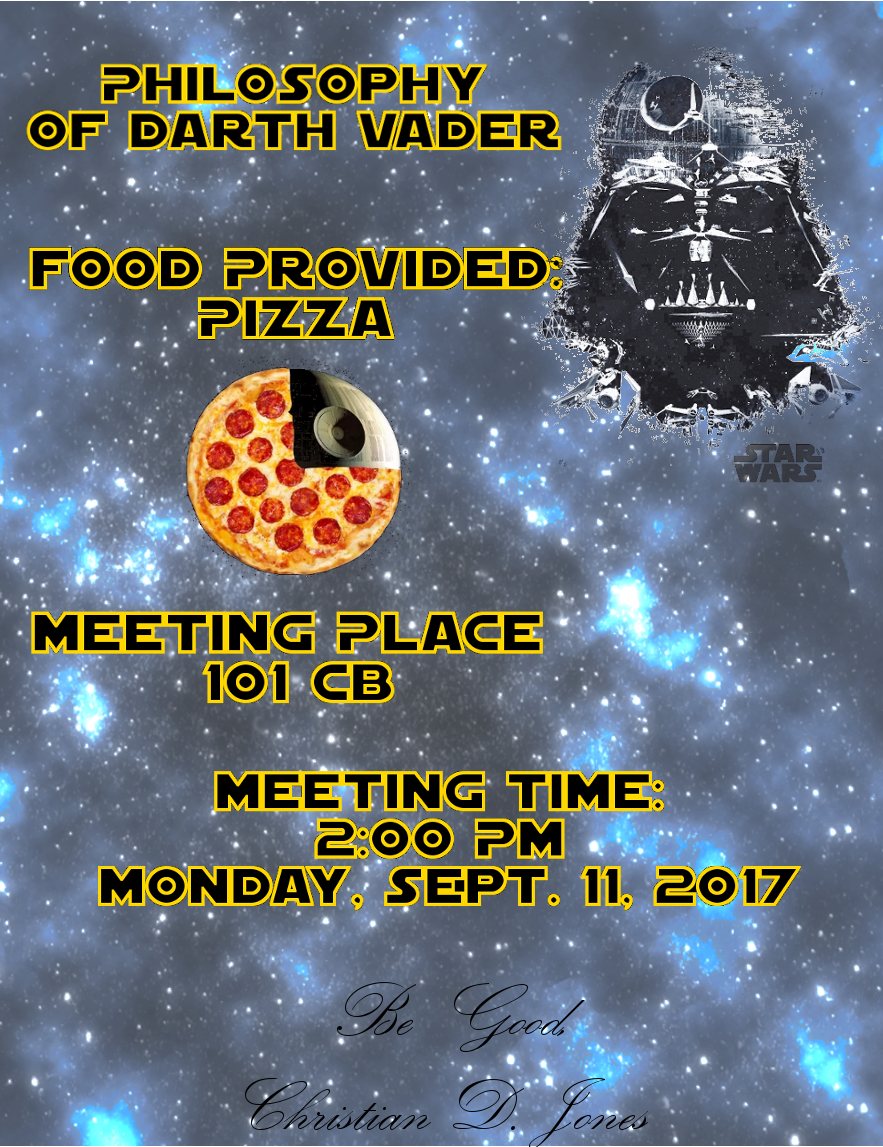 PHILOSOPHY
OF DARTH VADER
FOOD PROVIDED:
PIZZA
STAR
WARS
MEETING PLACE
101 CB
MEETING TIME:
2:00 PM
MONDAY, SEPT. 11, 2017
Be Good,
Christian D. Jones